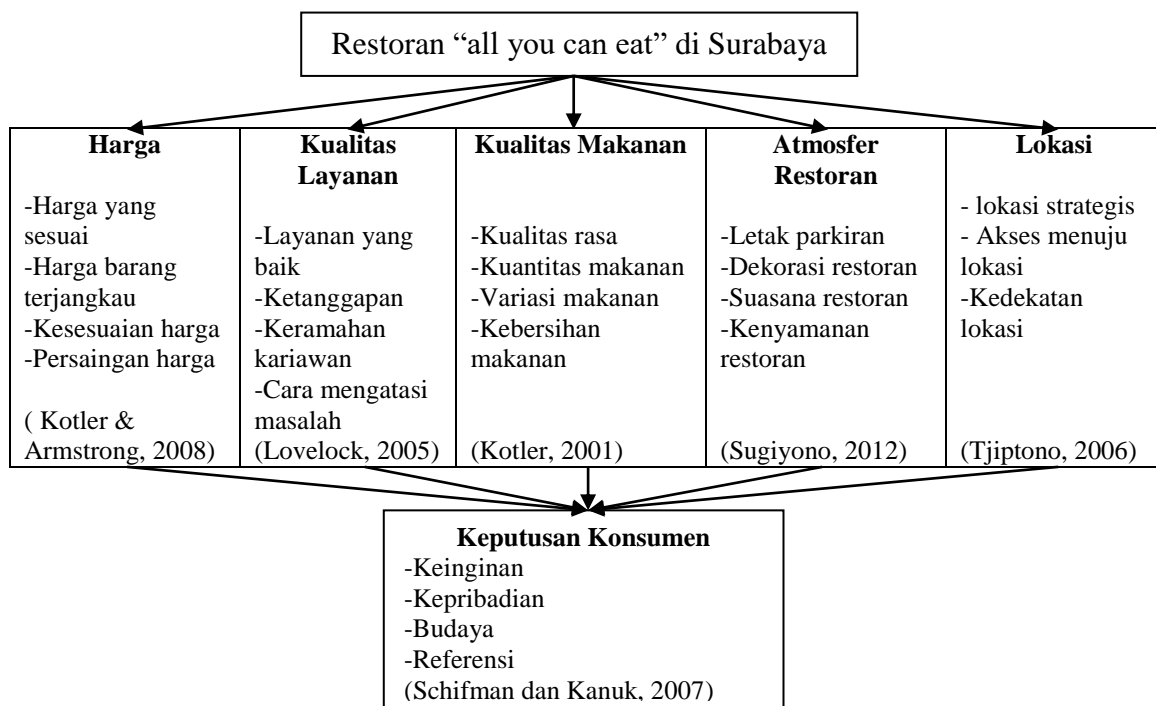 Restoran “all you can eat” di Surabaya
Harga
-Harga yang
sesuai
-Harga barang
terjangkau
-Kesesuaian harga
-Persaingan harga
( Kotler &
Armstrong, 2008)
Kualitas
Layanan
-Layanan yang
baik
-Ketanggapan
-Keramahan
kariawan
-Cara mengatasi
masalah
(Lovelock, 2005)
Kualitas Makanan
-Kualitas rasa
-Kuantitas makanan
-Variasi makanan
-Kebersihan
makanan
(Kotler, 2001)
Atmosfer
Restoran
-Letak parkiran
-Dekorasi restoran
-Suasana restoran
-Kenyamanan
restoran
(Sugiyono, 2012)
Lokasi
- lokasi strategis
- Akses menuju
lokasi
-Kedekatan
lokasi
(Tjiptono, 2006)
Keputusan Konsumen
-Keinginan
-Kepribadian
-Budaya
-Referensi
(Schifman dan Kanuk, 2007)